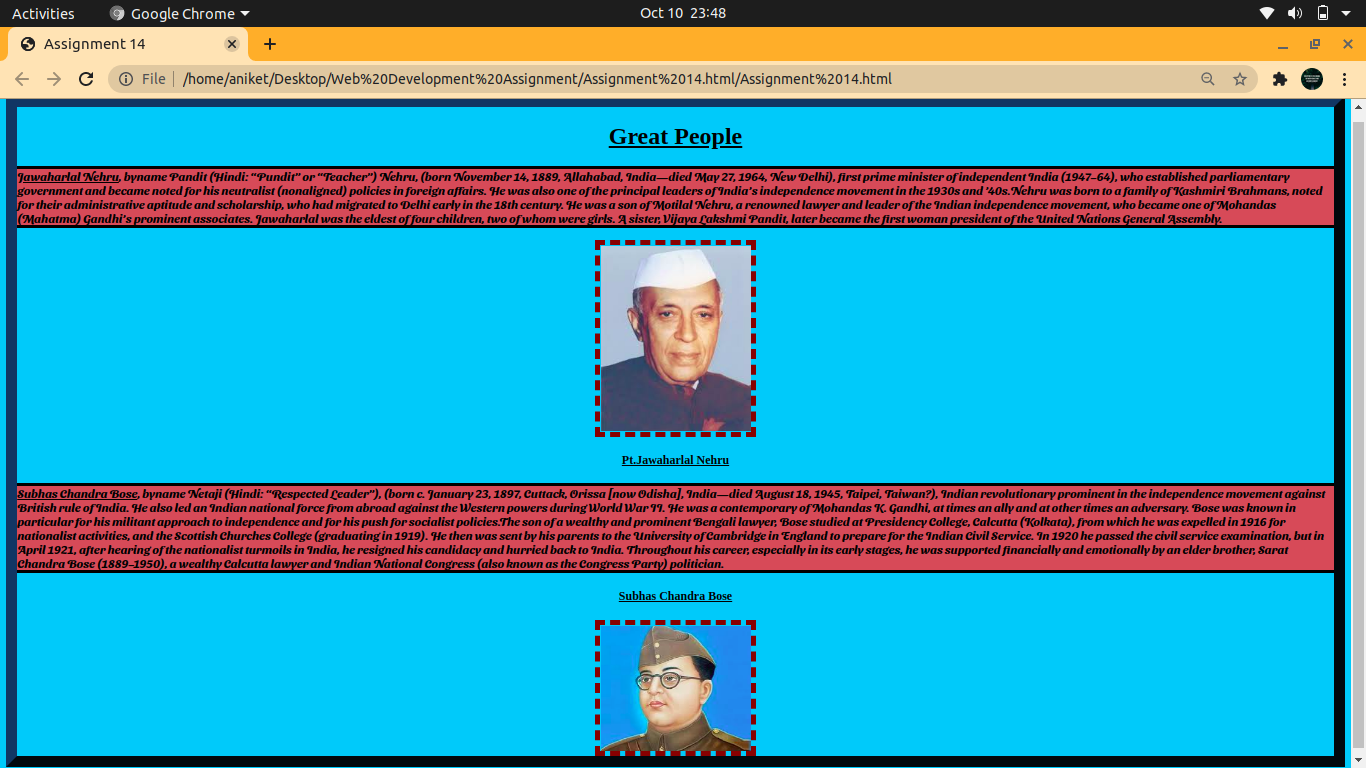 Activities Google Chrome Oct 10 23:48
Assignment 14
File /home/aniket/Desktop/Web%20Development%20Assignment/Assignment%2014.html/Assignment%2014.html
Great People
Jawaharlal Nehru, byname Pandit (Hindi: “Pundit” or “Teacher”) Nehru, (born November 14, 1889, Allahabad, India—died May 27, 1964, New Delhi), first prime minister of independent India (1947–64), who established parliamentary
government and became noted for his neutralist (nonaligned) policies in foreign affairs. He was also one of the principal leaders of India’s independence movement in the 1930s and ’40s.Nehru was born to a family of Kashmiri Brahmans, noted
for their administrative aptitude and scholarship, who had migrated to Delhi early in the 18th century. He was a son of Motilal Nehru, a renowned lawyer and leader of the Indian independence movement, who became one of Mohandas
(Mahatma) Gandhi’s prominent associates. Jawaharlal was the eldest of four children, two of whom were girls. A sister, Vijaya Lakshmi Pandit, later became the first woman president of the United Nations General Assembly.
Pt.Jawaharlal Nehru
Subhas Chandra Bose, byname Netaji (Hindi: “Respected Leader”), (born c. January 23, 1897, Cuttack, Orissa [now Odisha], India—died August 18, 1945, Taipei, Taiwan?), Indian revolutionary prominent in the independence movement against
British rule of India. He also led an Indian national force from abroad against the Western powers during World War II. He was a contemporary of Mohandas K. Gandhi, at times an ally and at other times an adversary. Bose was known in
particular for his militant approach to independence and for his push for socialist policies.The son of a wealthy and prominent Bengali lawyer, Bose studied at Presidency College, Calcutta (Kolkata), from which he was expelled in 1916 for
nationalist activities, and the Scottish Churches College (graduating in 1919). He then was sent by his parents to the University of Cambridge in England to prepare for the Indian Civil Service. In 1920 he passed the civil service examination, but in
April 1921, after hearing of the nationalist turmoils in India, he resigned his candidacy and hurried back to India. Throughout his career, especially in its early stages, he was supported financially and emotionally by an elder brother, Sarat
Chandra Bose (1889–1950), a wealthy Calcutta lawyer and Indian National Congress (also known as the Congress Party) politician.
Subhas Chandra Bose